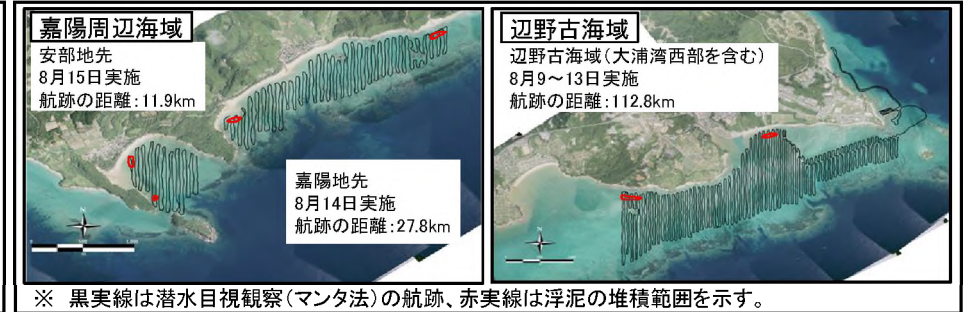 嘉陽周辺海域
安部地先
8月15日実施
航跡の距離:11.9km
嘉陽地先
8月14日実施
航跡の距離:27.8km
辺野古海域
辺野古海域(大浦湾西部を含む)
8月9~13日実施
航跡の距離:112.8km
※ 黒実線は潜水目視観察(マンタ法)の航跡、赤実線は浮泥の堆積範囲を示す。